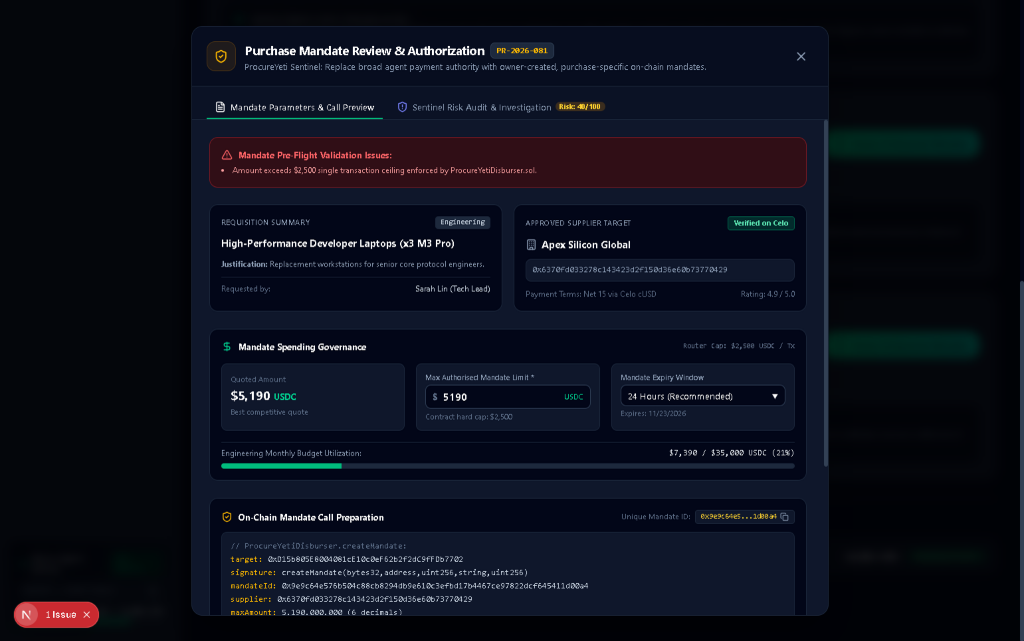 Purchase Mandate Review & Authorization PR-2026-081
ProcureYeti Sentinel: Replace broad agent payment authority with owner-created, purchase-specific on-chain mandates.
Mandate Parameters & Call Preview
Sentinel Risk Audit & Investigation Risk: 40/100
Mandate Pre-Flight Validation Issues:
• Amount exceeds $2,500 single transaction ceiling enforced by ProcureYetiDisburser.sol.
REQUISITION SUMMARY Engineering
High-Performance Developer Laptops (x3 M3 Pro)
Justification: Replacement workstations for senior core protocol engineers.
Requested by: Sarah Lin (Tech Lead)
APPROVED SUPPLIER TARGET Verified on Celo
Apex Silicon Global
0x6370fd033278c143423d2f150d36e60b73770429
Payment Terms: Net 15 via Celo cUSD Rating: 4.9 / 5.0
Mandate Spending Governance Router Cap: $2,500 USDC / Tx
Quoted Amount
$5,190 USDC
Best competitive quote
Max Authorised Mandate Limit *
$ 5190 USDC
Contract hard cap: $2,500
Mandate Expiry Window
24 Hours (Recommended)
Expires: 11/23/2026
Engineering Monthly Budget Utilization: $7,390 / $35,000 USDC (21%)
On-Chain Mandate Call Preparation Unique Mandate ID: 0x9e9c64e5...1d00a4
// ProcureYetiDisburser.createMandate:
target: 0xD15b805E8004081cE10c0eF62b2f2dC9fFDb7702
signature: createMandate(bytes32,address,uint256,string,uint256)
mandateId: 0x9e9c64e576b504c88cb8294db9e610c3efbd17b4467ce97822dcf645411d00a4
supplier: 0x6370fd033278c143423d2f150d36e60b73770429
maxAmount: 5,190,000,000 (6 decimals)
N 1 Issue